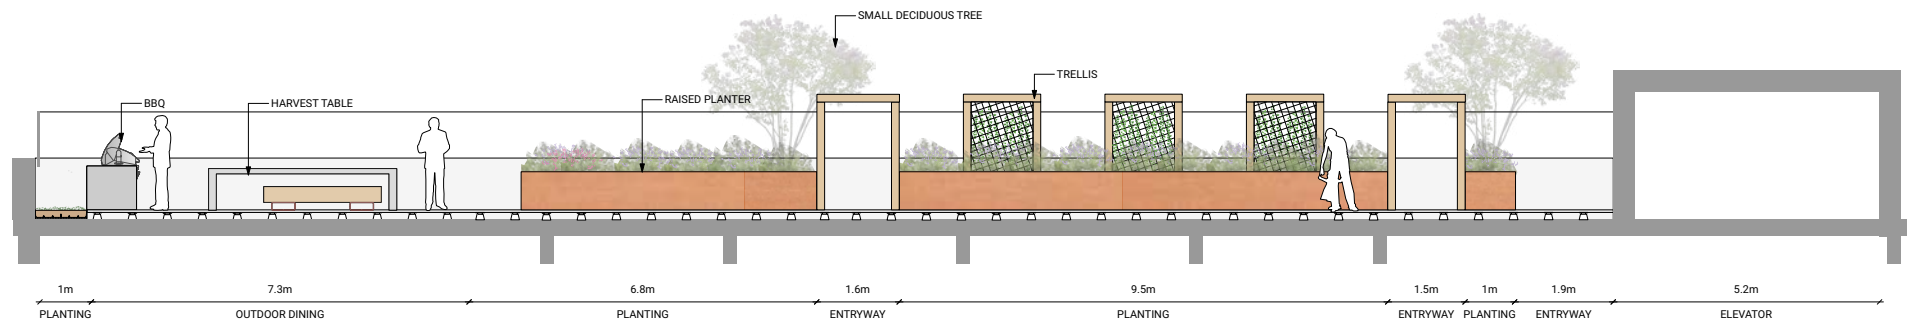 SMALL DECIDUOUS TREE
TRELLIS
BBQ
HARVEST TABLE
RAISED PLANTER
1m
7.3m
6.8m
1.6m
9.5m
1.5m
1m
1.9m
5.2m
PLANTING
OUTDOOR DINING
PLANTING
ENTRYWAY
PLANTING
ENTRYWAY
PLANTING
ENTRYWAY
ELEVATOR